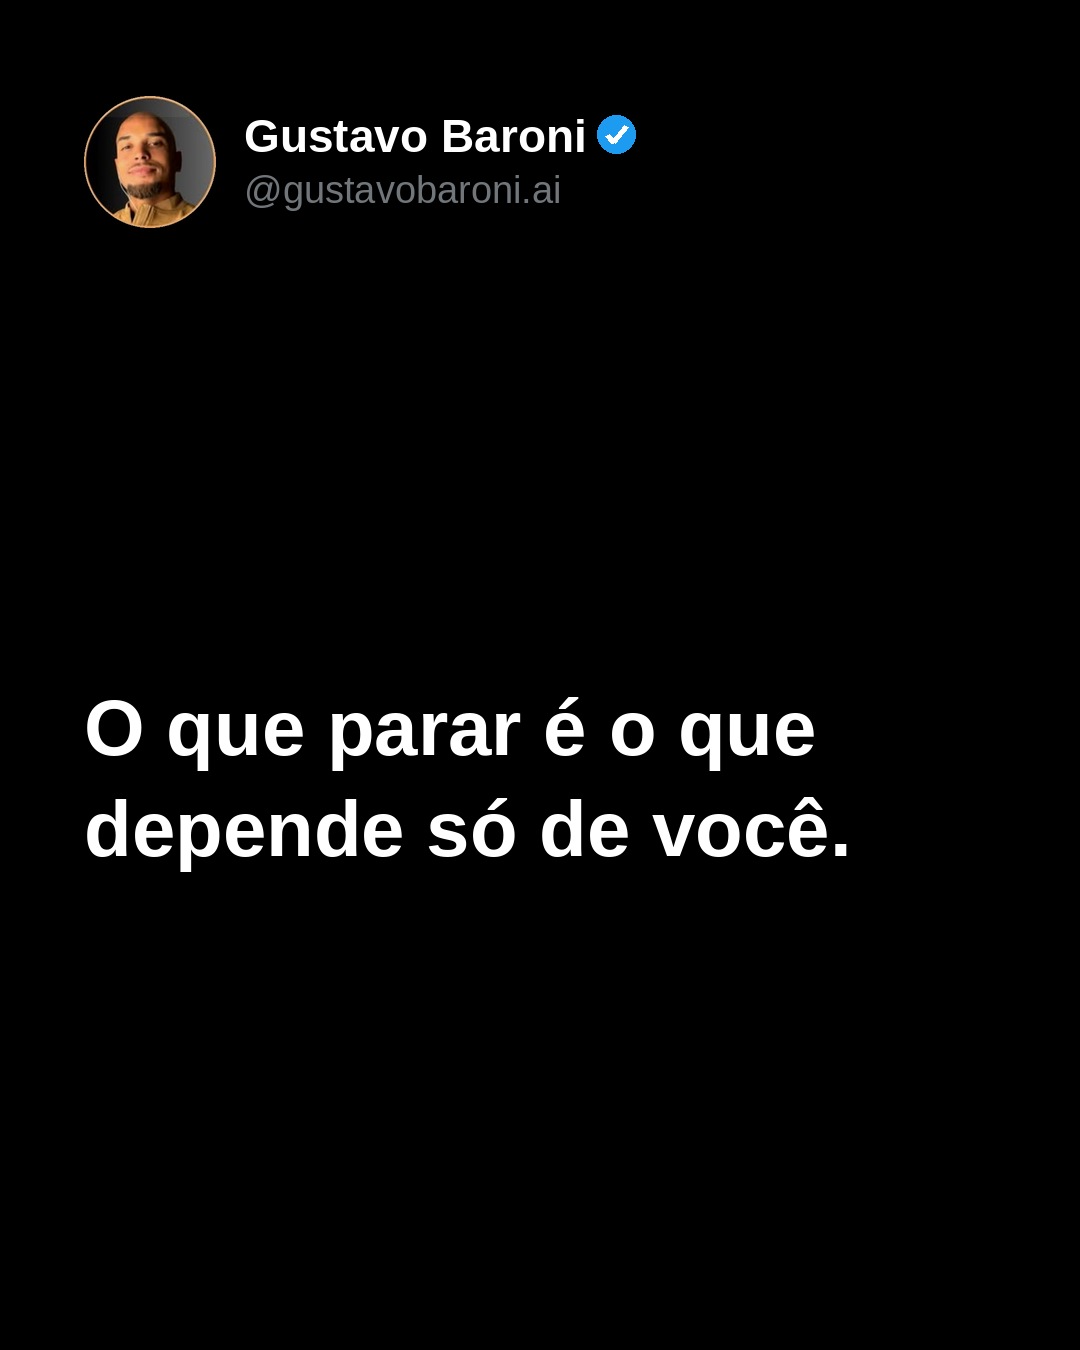 Gustavo Baroni
@gustavobaroni.ai
O que parar é o que
depende só de você.